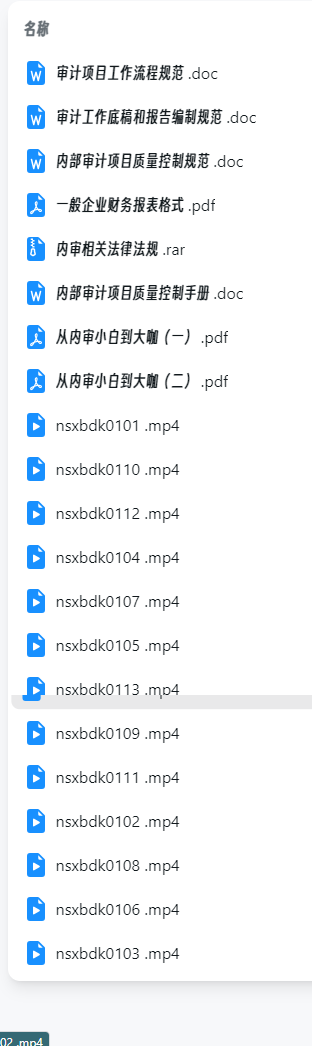 名称
审计项目工作流程规范 .doc
审计工作底稿和报告编制规范 .doc
内部审计项目质量控制规范 .doc
一般企业财务报表格式 .pdf
内审相关法律法规 .rar
内部审计项目质量控制手册 .doc
从内审小白到大咖（一） .pdf
从内审小白到大咖（二） .pdf
nsxbdk0101 .mp4
nsxbdk0110 .mp4
nsxbdk0112 .mp4
nsxbdk0104 .mp4
nsxbdk0107 .mp4
nsxbdk0105 .mp4
nsxbdk0113 .mp4
nsxbdk0109 .mp4
nsxbdk0111 .mp4
nsxbdk0102 .mp4
nsxbdk0108 .mp4
nsxbdk0106 .mp4
nsxbdk0103 .mp4
02 .mp4